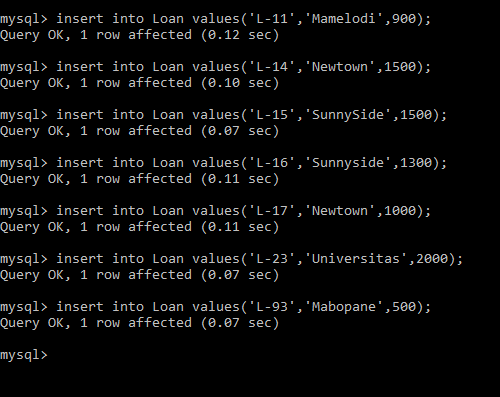 mysql> insert into Loan values('L-11','Mamelodi',900);
Query OK, 1 row affected (0.12 sec)
mysql> insert into Loan values('L-14','Newtown',1500);
Query OK, 1 row affected (0.10 sec)
mysql> insert into Loan values('L-15','SunnySide',1500);
Query OK, 1 row affected (0.07 sec)
mysql> insert into Loan values('L-16','Sunnyside',1300);
Query OK, 1 row affected (0.11 sec)
mysql> insert into Loan values('L-17','Newtown',1000);
Query OK, 1 row affected (0.11 sec)
mysql> insert into Loan values('L-23','Universitas',2000);
Query OK, 1 row affected (0.07 sec)
mysql> insert into Loan values('L-93','Mabopane',500);
Query OK, 1 row affected (0.07 sec)
mysql>